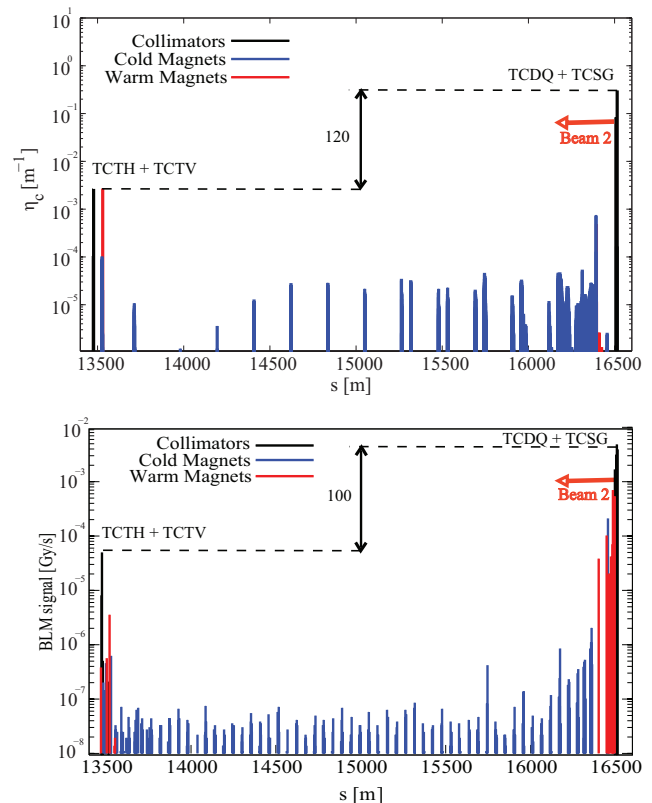 10^1
10^0
10^-1
10^-2
10^-3
10^-4
10^-5
η_c [m^−1]
Collimators
Cold Magnets
Warm Magnets
TCDQ + TCSG
Beam 2
120
TCTH + TCTV
13500 14000 14500 15000 15500 16000 16500
s [m]
10^-2
10^-3
10^-4
10^-5
10^-6
10^-7
10^-8
BLM signal [Gy/s]
Collimators
Cold Magnets
Warm Magnets
TCDQ + TCSG
Beam 2
100
TCTH + TCTV
13500 14000 14500 15000 15500 16000 16500
s [m]